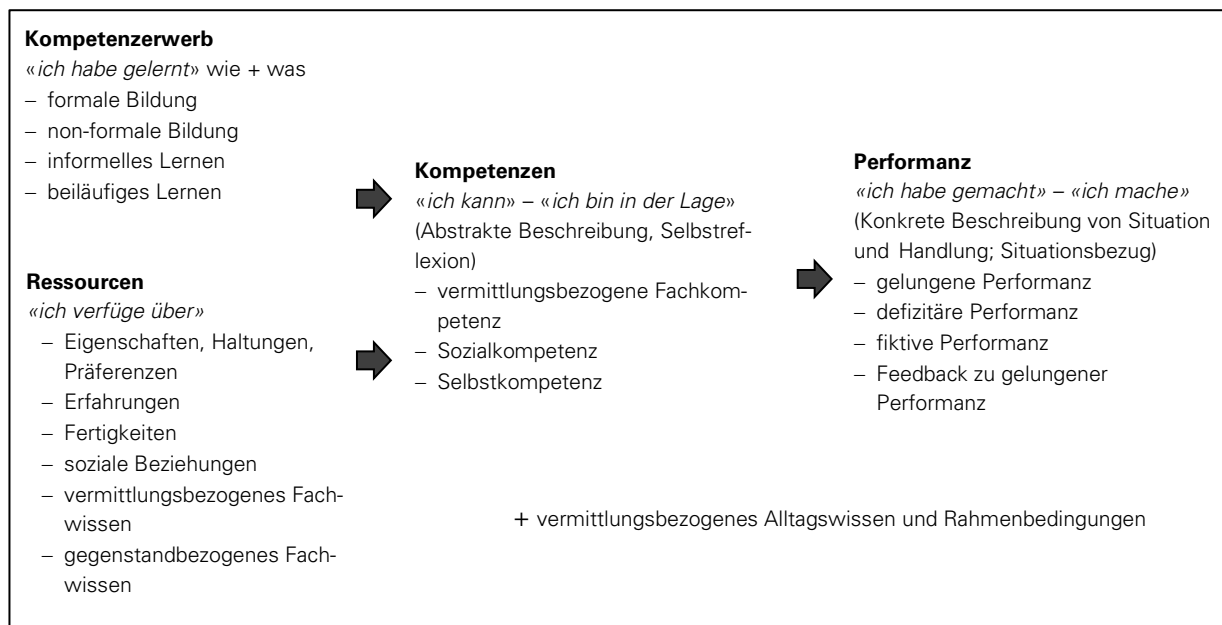 Kompetenzerwerb
«ich habe gelernt» wie + was
– formale Bildung
– non-formale Bildung
– informelles Lernen
– beiläufiges Lernen
Ressourcen
«ich verfüge über»
– Eigenschaften, Haltungen,
Präferenzen
– Erfahrungen
– Fertigkeiten
– soziale Beziehungen
– vermittlungsbezogenes Fach-
wissen
– gegenstandbezogenes Fach-
wissen
Kompetenzen
«ich kann» – «ich bin in der Lage»
(Abstrakte Beschreibung, Selbstref-
lexion)
– vermittlungsbezogene Fachkom-
petenz
– Sozialkompetenz
– Selbstkompetenz
Performanz
«ich habe gemacht» – «ich mache»
(Konkrete Beschreibung von Situation
und Handlung; Situationsbezug)
– gelungene Performanz
– defizitäre Performanz
– fiktive Performanz
– Feedback zu gelungener
Performanz
+ vermittlungsbezogenes Alltagswissen und Rahmenbedingungen